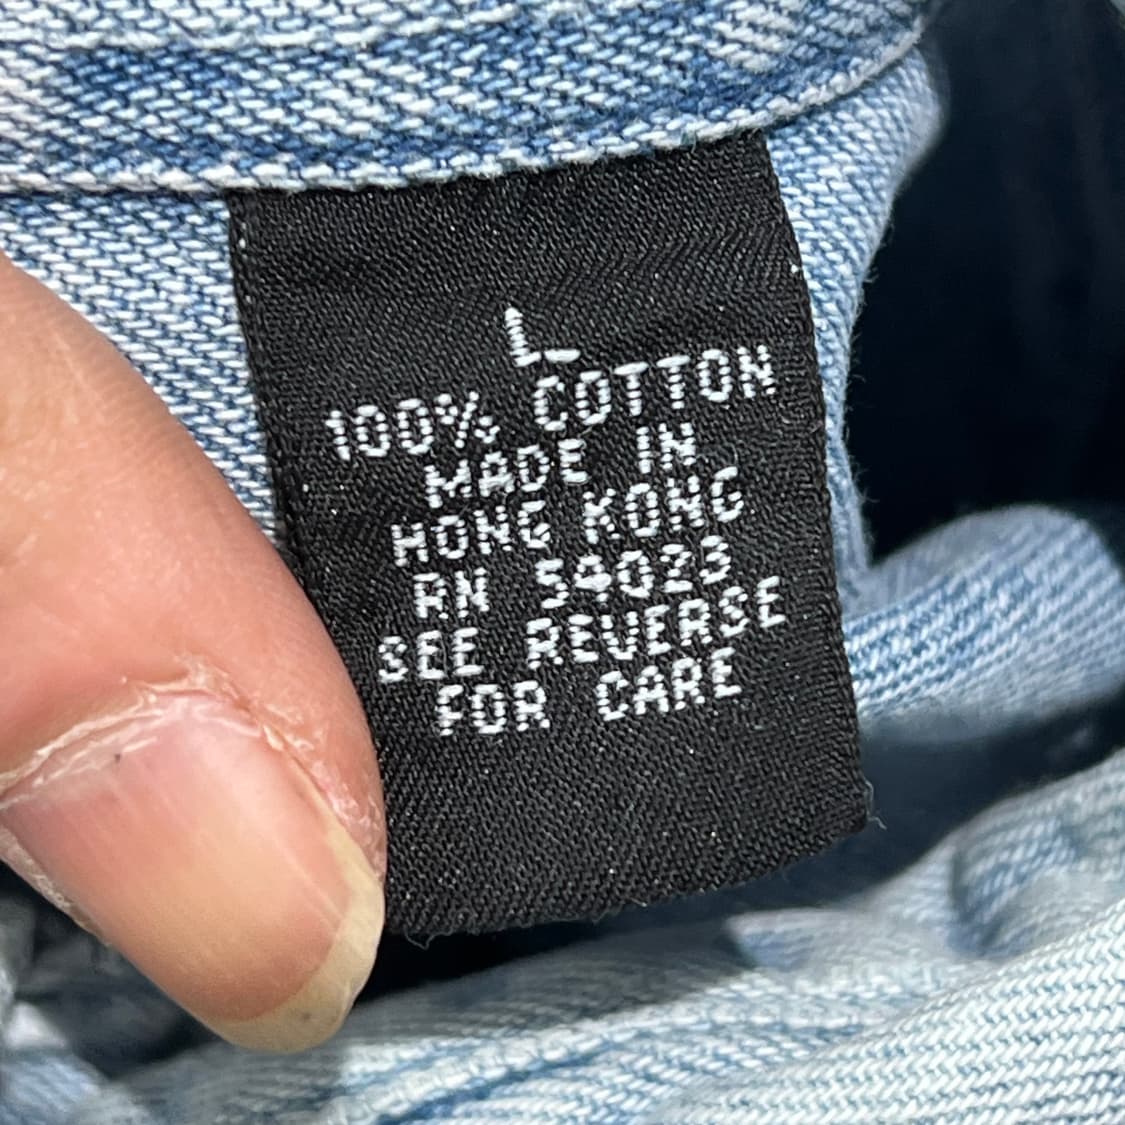 L
100% COTTON
MADE IN
HONG KONG
RN 54023
SEE REVERSE
FOR CARE